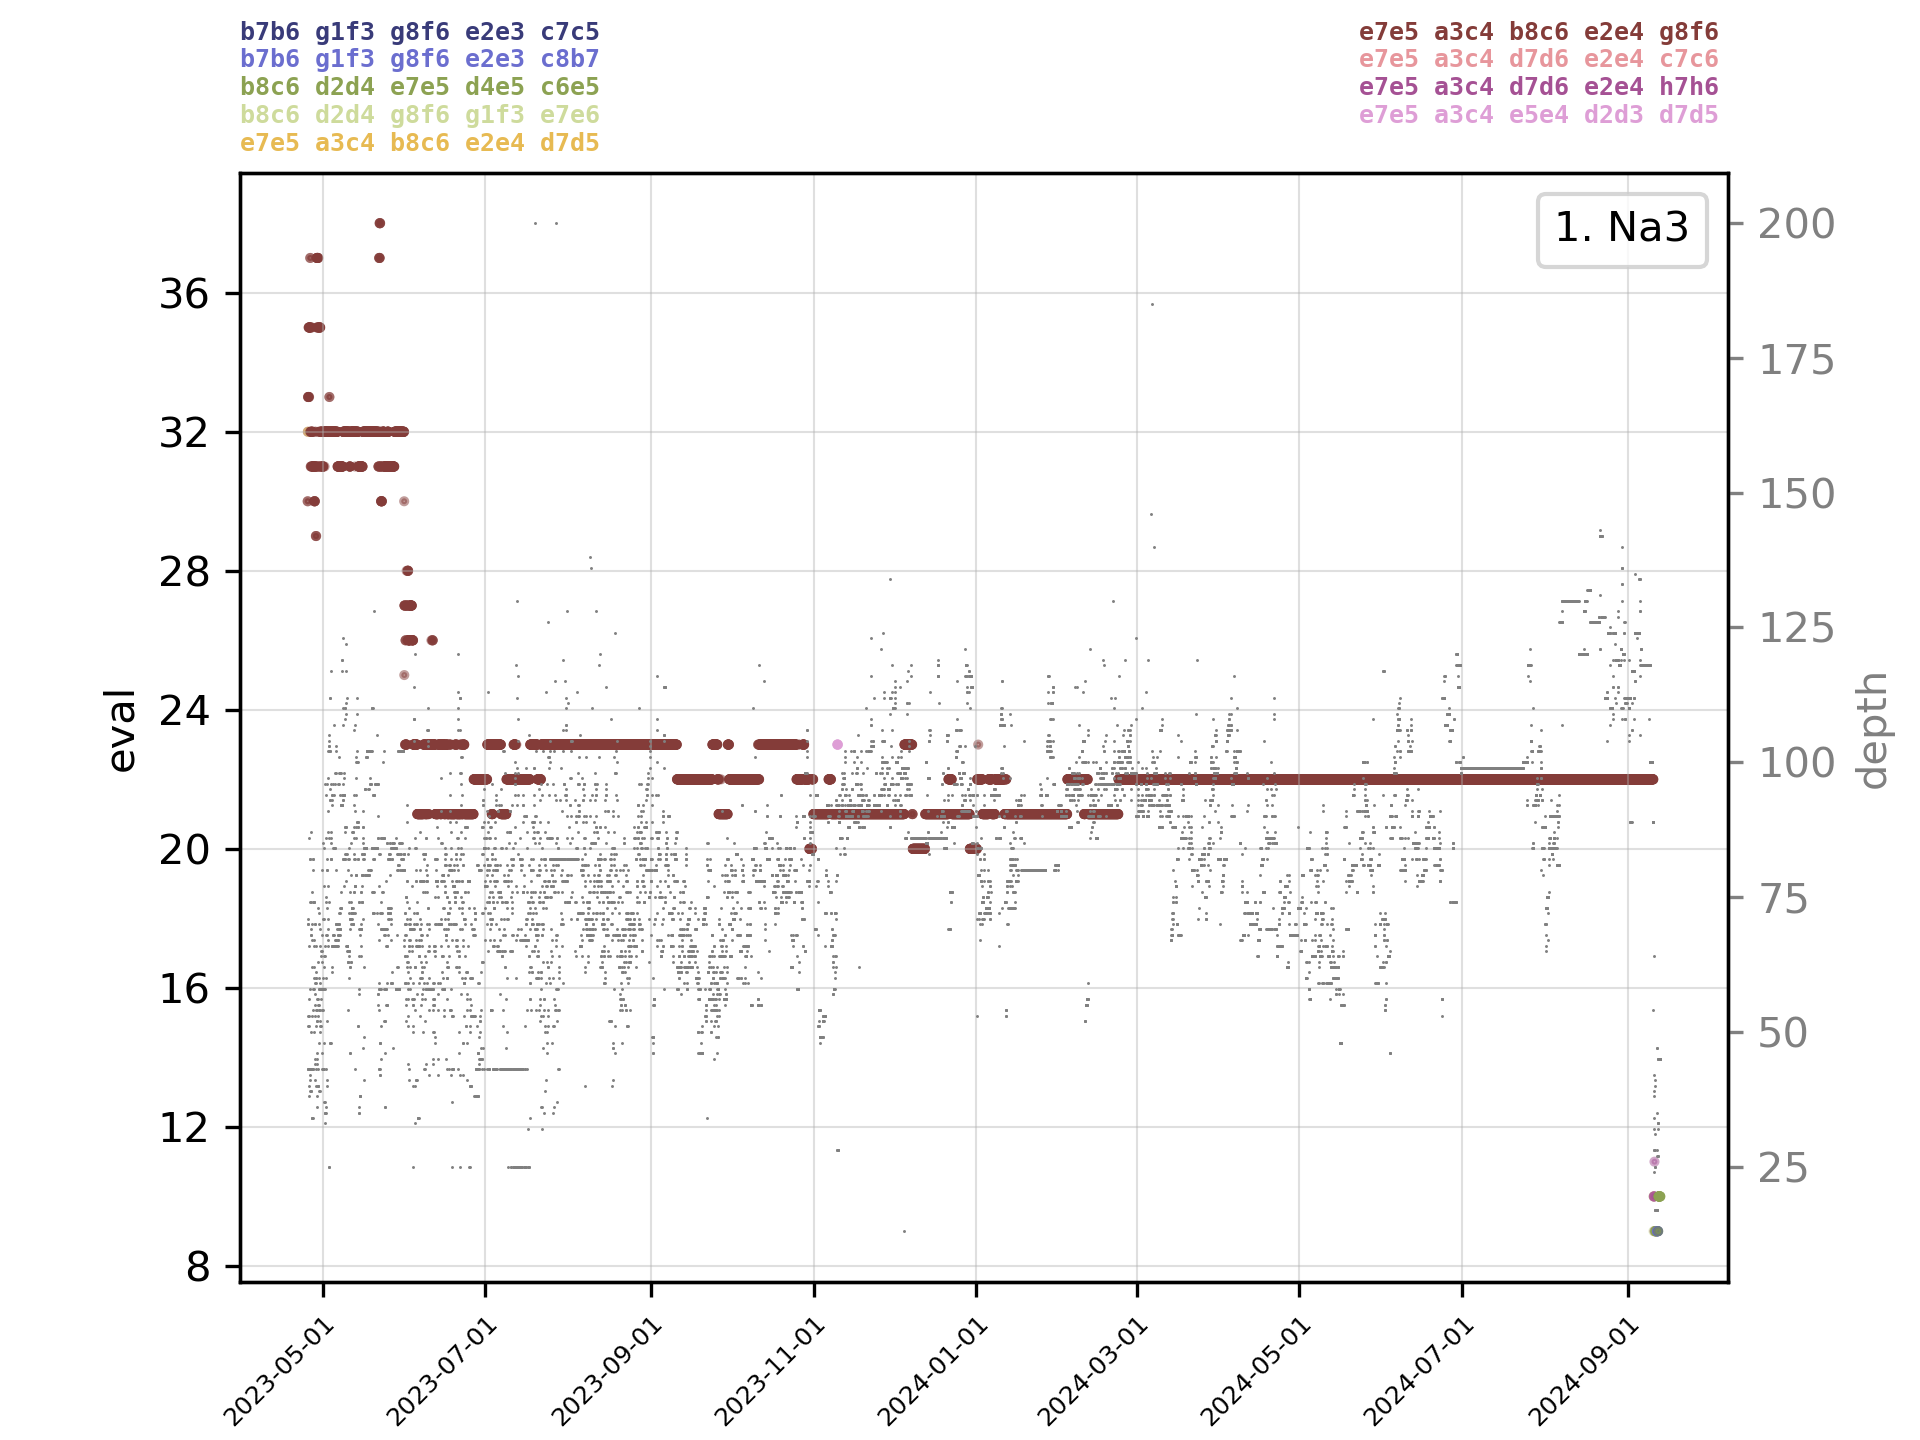 b7b6 g1f3 g8f6 e2e3 c7c5
b7b6 g1f3 g8f6 e2e3 c8b7
b8c6 d2d4 e7e5 d4e5 c6e5
b8c6 d2d4 g8f6 g1f3 e7e6
e7e5 a3c4 b8c6 e2e4 d7d5
e7e5 a3c4 b8c6 e2e4 g8f6
e7e5 a3c4 d7d6 e2e4 c7c6
e7e5 a3c4 d7d6 e2e4 h7h6
e7e5 a3c4 e5e4 d2d3 d7d5
1. Na3
eval
36
32
28
24
20
16
12
8
depth
200
175
150
125
100
75
50
25
2023-05-01
2023-07-01
2023-09-01
2023-11-01
2024-01-01
2024-03-01
2024-05-01
2024-07-01
2024-09-01